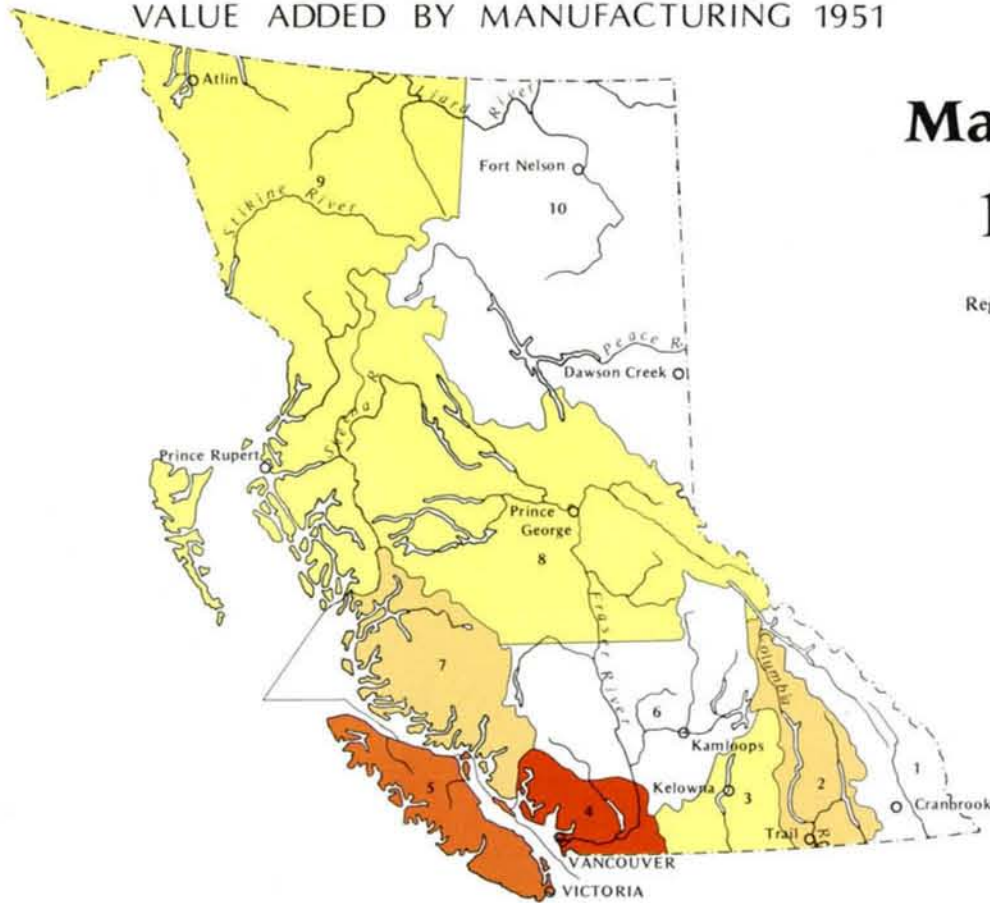 VALUE ADDED BY MANUFACTURING 1951
Ma
Reg
Atlin
Liard River
Fort Nelson
9
10
Stikine River
Peace R.
Dawson Creek
Skeena R
Prince Rupert
Prince
George
8
Fraser River
Columbia
7
6
Kamloops
5
Kelowna
3
2
1
4
Cranbrook
Trail
R
VANCOUVER
VICTORIA